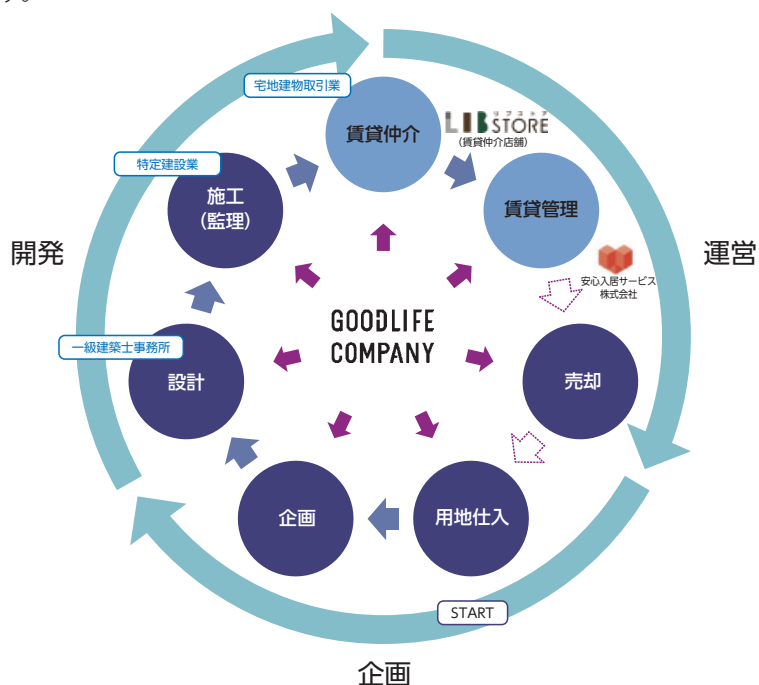 す。
宅地建物取引業
賃貸仲介
リブストア
LIBSTORE
(賃貸仲介店舗)
特定建設業
施工
(監理)
賃貸管理
開発
運営
安心入居サービス
株式会社
GOODLIFE
COMPANY
一級建築士事務所
設計
売却
企画
用地仕入
START
企画